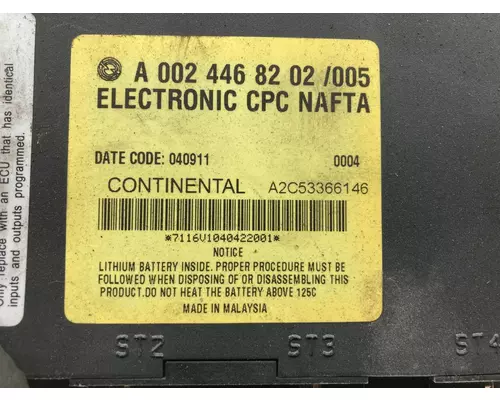 Only replace with an ECU that has identical
inputs and outputs programmed.
A 002 446 82 02 /005
ELECTRONIC CPC NAFTA
DATE CODE: 040911 0004
CONTINENTAL A2C53366146
*7116V1040422001*
NOTICE
LITHIUM BATTERY INSIDE. PROPER PROCEDURE MUST BE
FOLLOWED WHEN DISPOSING OF OR DISASSEMBLING THIS
PRODUCT.DO NOT HEAT THE BATTERY ABOVE 125C
MADE IN MALAYSIA
ST2 ST3 ST4